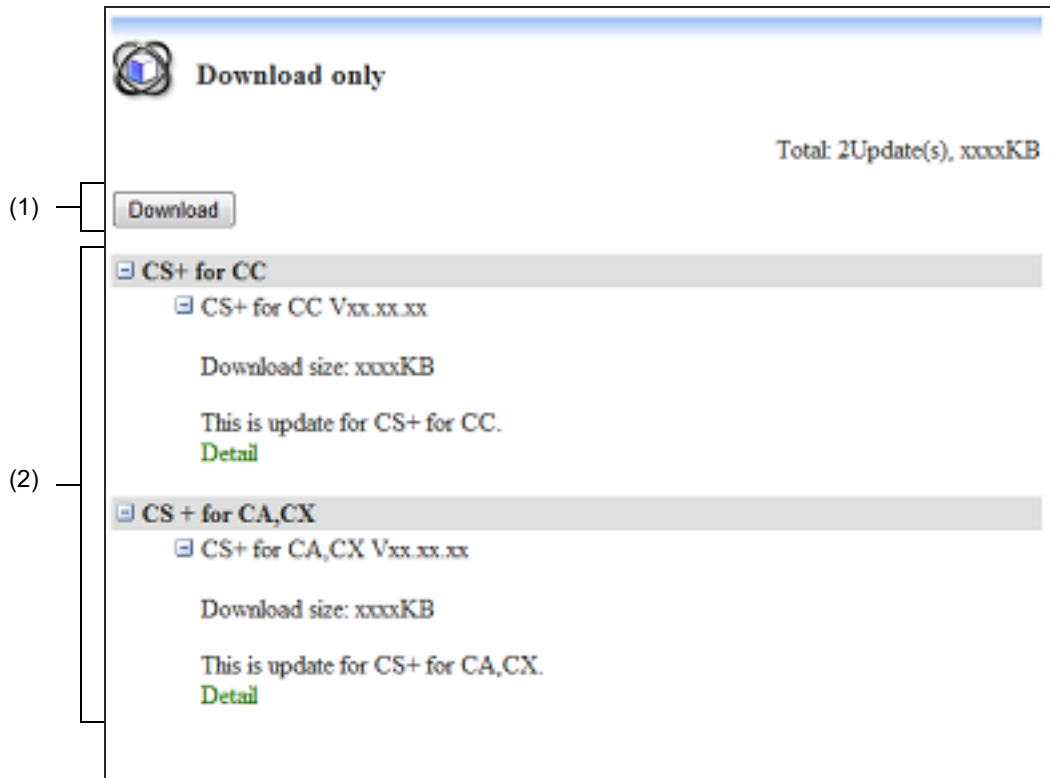 Download only
Total: 2Update(s), xxxxKB
(1)
Download
CS+ for CC
CS+ for CC Vxx.xx.xx
Download size: xxxxKB
This is update for CS+ for CC.
Detail
(2)
CS + for CA,CX
CS+ for CA,CX Vxx.xx.xx
Download size: xxxxKB
This is update for CS+ for CA,CX.
Detail